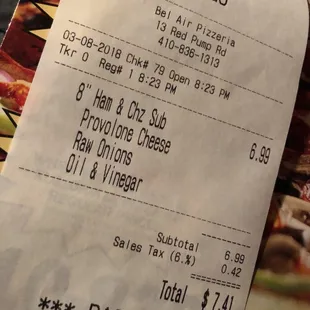 Bel Air Pizzeria
13 Red Pump Rd
410-836-1313
03-08-2018 Chk# 79 Open 8:23 PM
Tkr 0 Reg# 1 8:23 PM
8" Ham & Chz Sub 6.99
Provolone Cheese
Raw Onions
Oil & Vinegar
Subtotal 6.99
Sales Tax (6.%) 0.42
Total $7.41
***